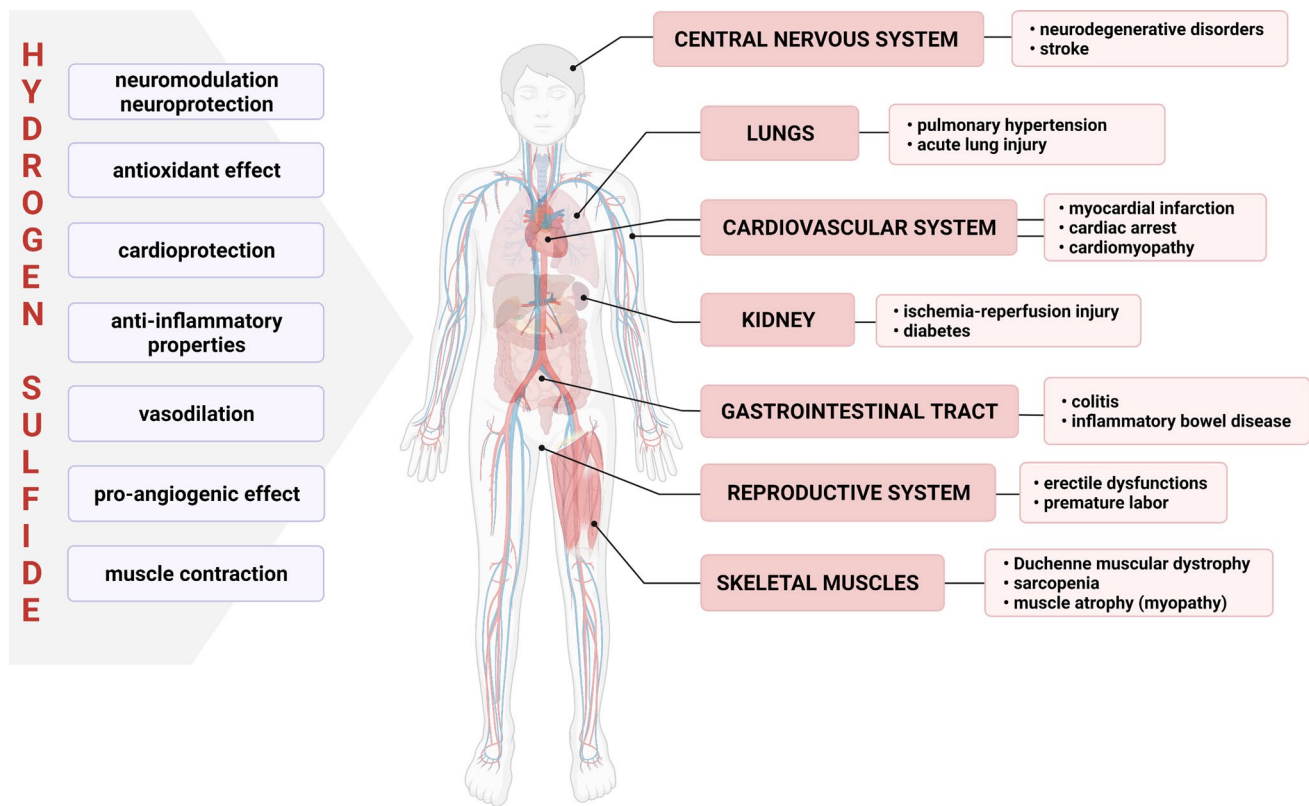 HYDROGEN SULFIDE
neuromodulation
neuroprotection
antioxidant effect
cardioprotection
anti-inflammatory
properties
vasodilation
pro-angiogenic effect
muscle contraction
CENTRAL NERVOUS SYSTEM
• neurodegenerative disorders
• stroke
LUNGS
• pulmonary hypertension
• acute lung injury
CARDIOVASCULAR SYSTEM
• myocardial infarction
• cardiac arrest
• cardiomyopathy
KIDNEY
• ischemia-reperfusion injury
• diabetes
GASTROINTESTINAL TRACT
• colitis
• inflammatory bowel disease
REPRODUCTIVE SYSTEM
• erectile dysfunctions
• premature labor
SKELETAL MUSCLES
• Duchenne muscular dystrophy
• sarcopenia
• muscle atrophy (myopathy)